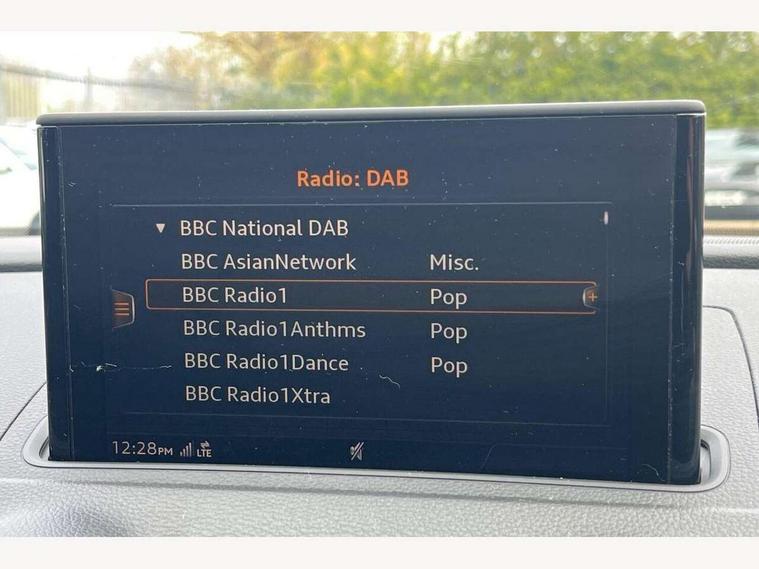 Radio: DAB
▼ BBC National DAB
BBC AsianNetwork Misc.
BBC Radio1 Pop
BBC Radio1Anthms Pop
BBC Radio1Dance Pop
BBC Radio1Xtra
12:28PM LTE